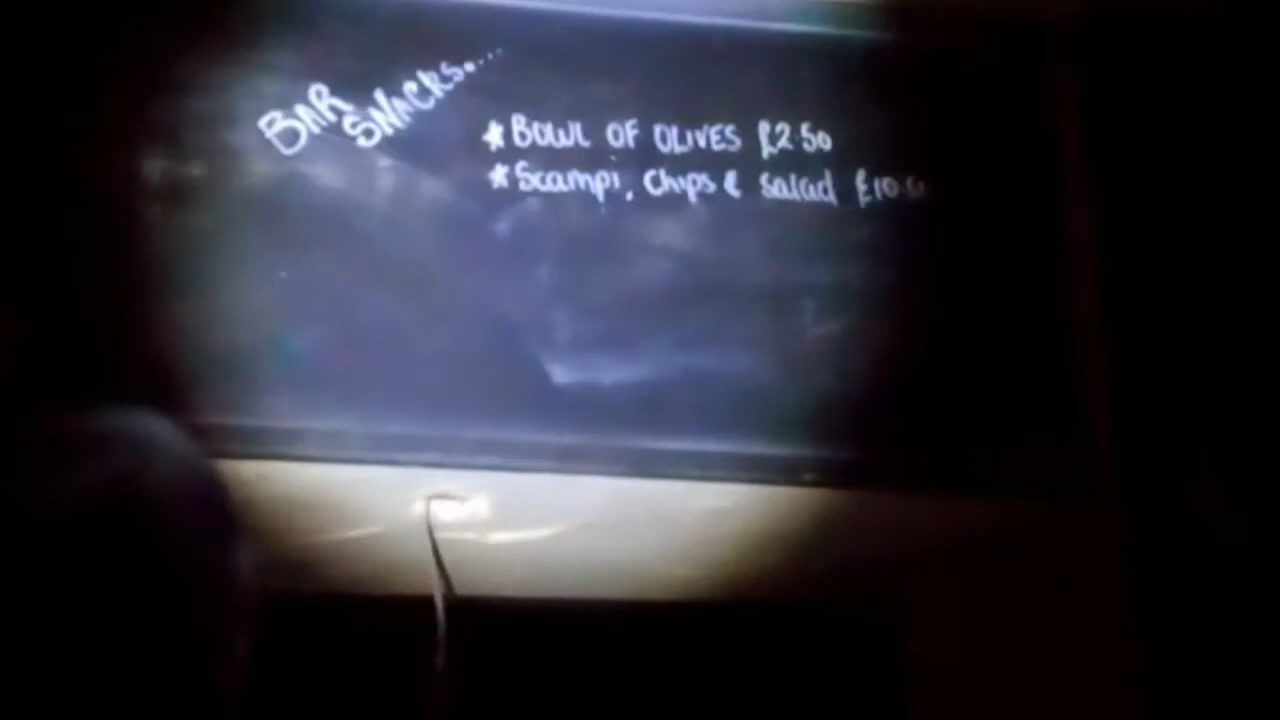 BAR
SNACKS....
* BOWL OF OLIVES £2.50
* Scampi, Chips & Salad